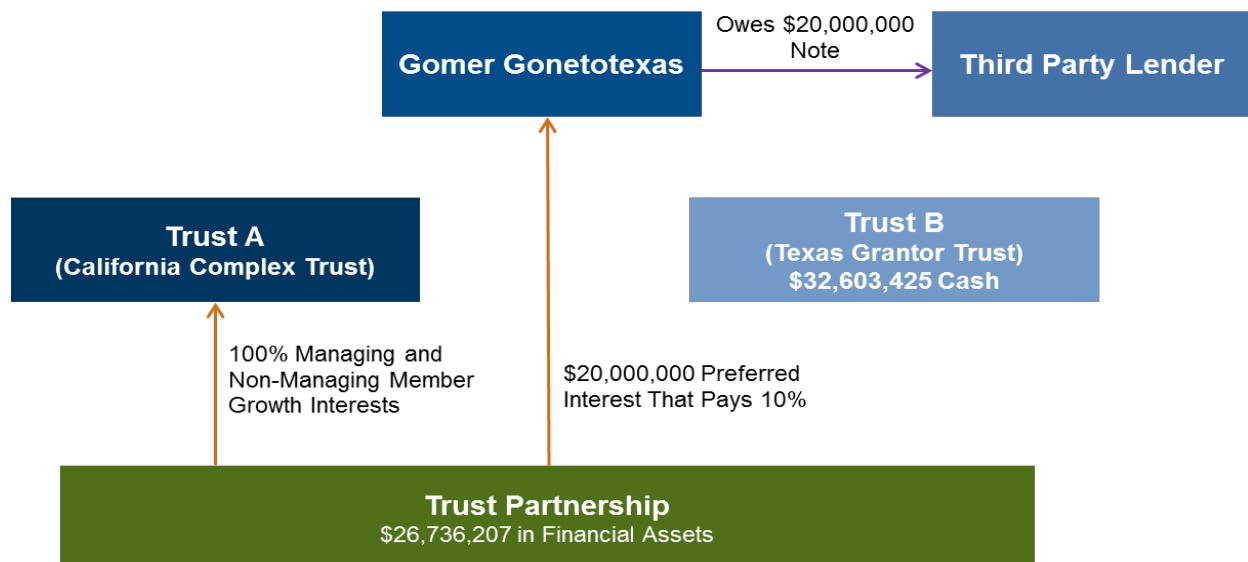 Gomer Gonetotexas
Owes $20,000,000
Note
Third Party Lender
Trust A
(California Complex Trust)
Trust B
(Texas Grantor Trust)
$32,603,425 Cash
100% Managing and
Non-Managing Member
Growth Interests
$20,000,000 Preferred
Interest That Pays 10%
Trust Partnership
$26,736,207 in Financial Assets